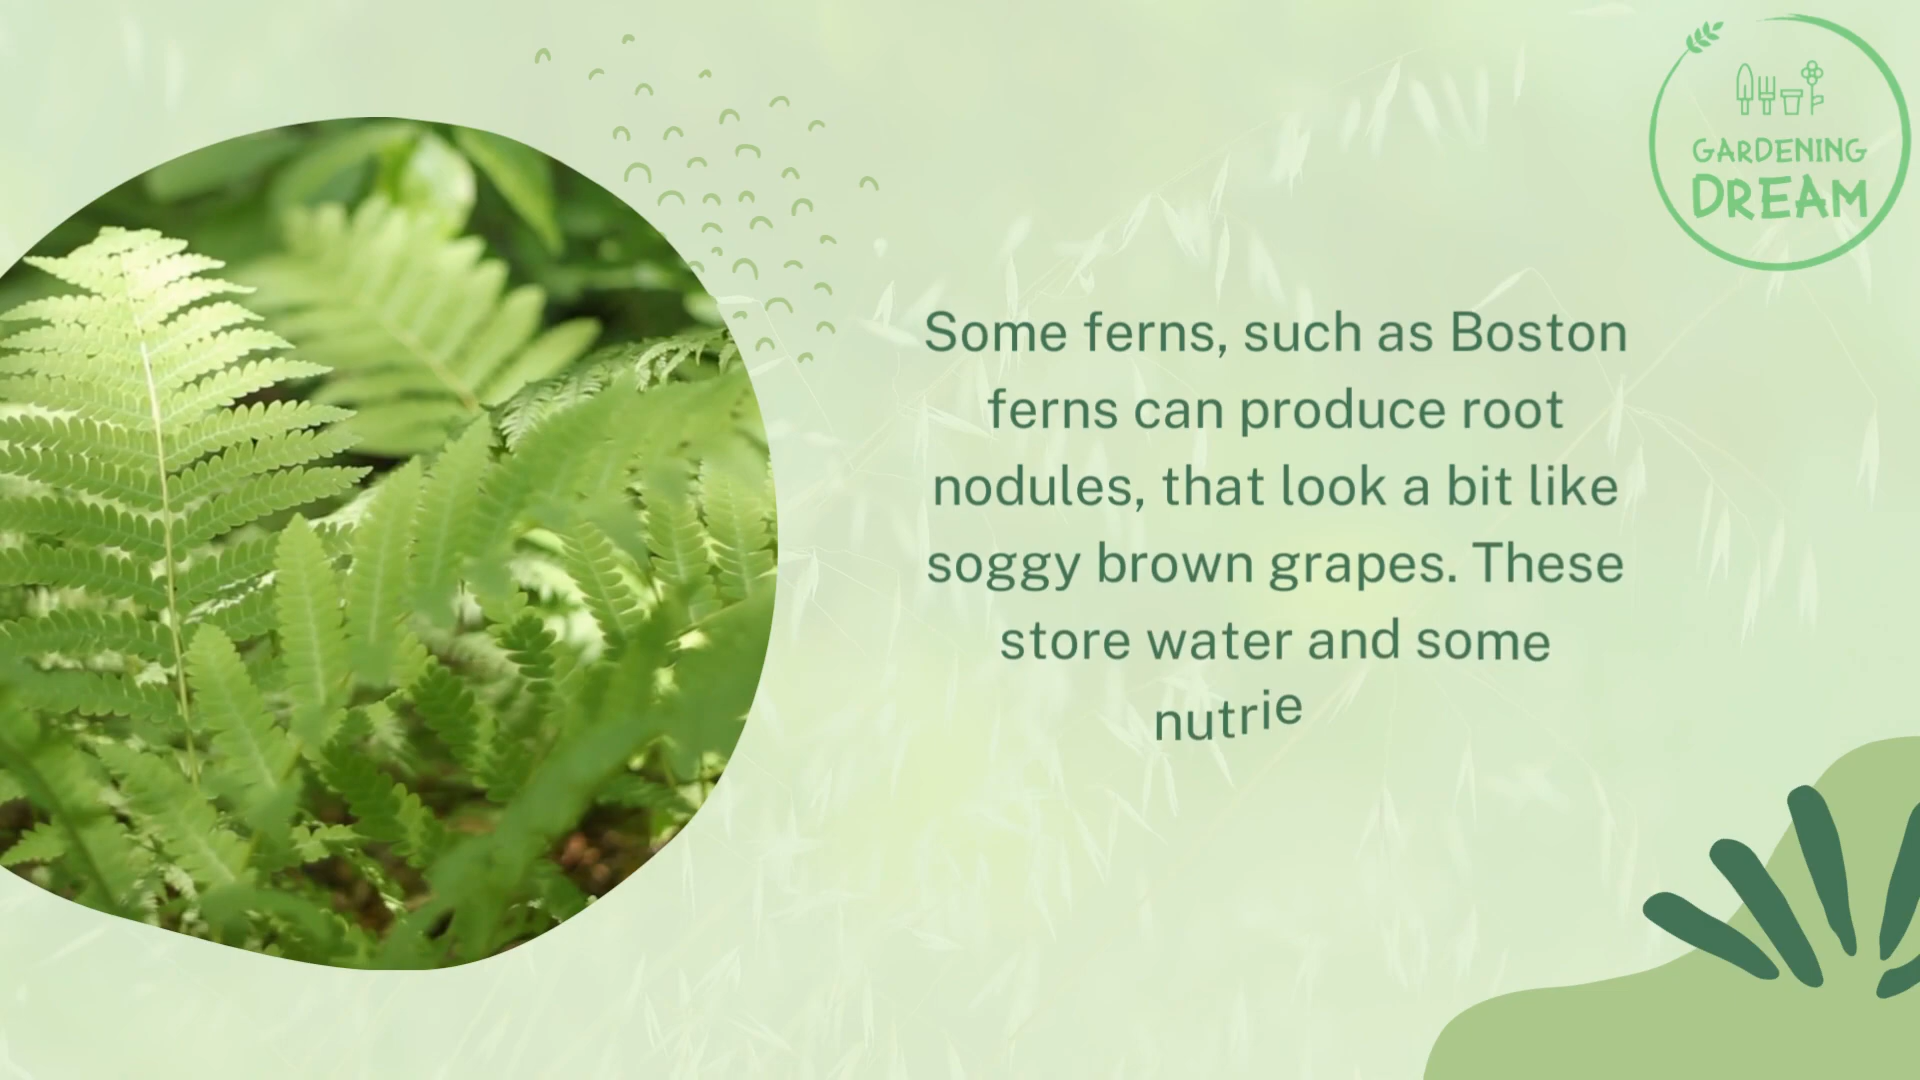 GARDENING
DREAM
Some ferns, such as Boston
ferns can produce root
nodules, that look a bit like
soggy brown grapes. These
store water and some
nutrie